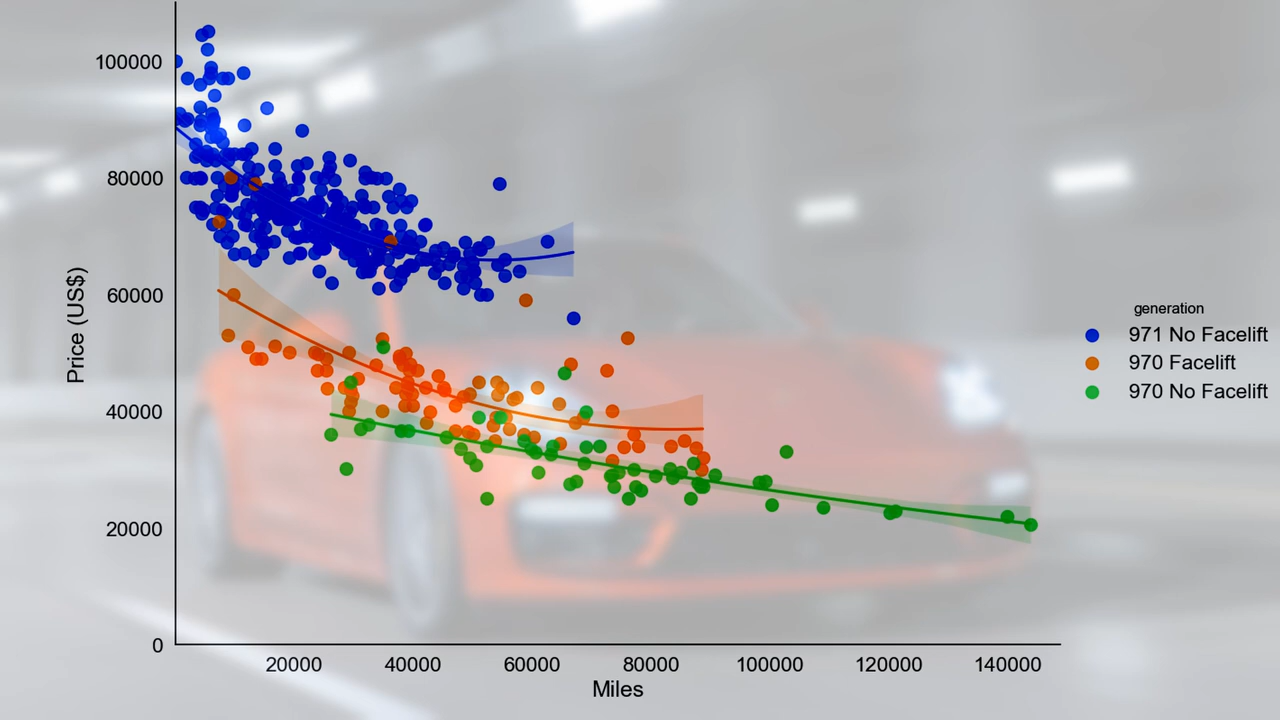 100000
80000
60000
40000
20000
0
Price (US$)
20000 40000 60000 80000 100000 120000 140000
Miles
generation
971 No Facelift
970 Facelift
970 No Facelift